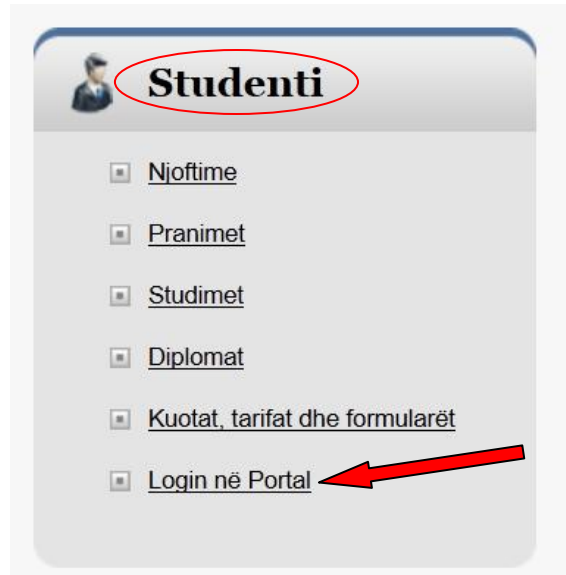 Studenti
Njoftime
Pranimet
Studimet
Diplomat
Kuotat, tarifat dhe formularët
Login në Portal